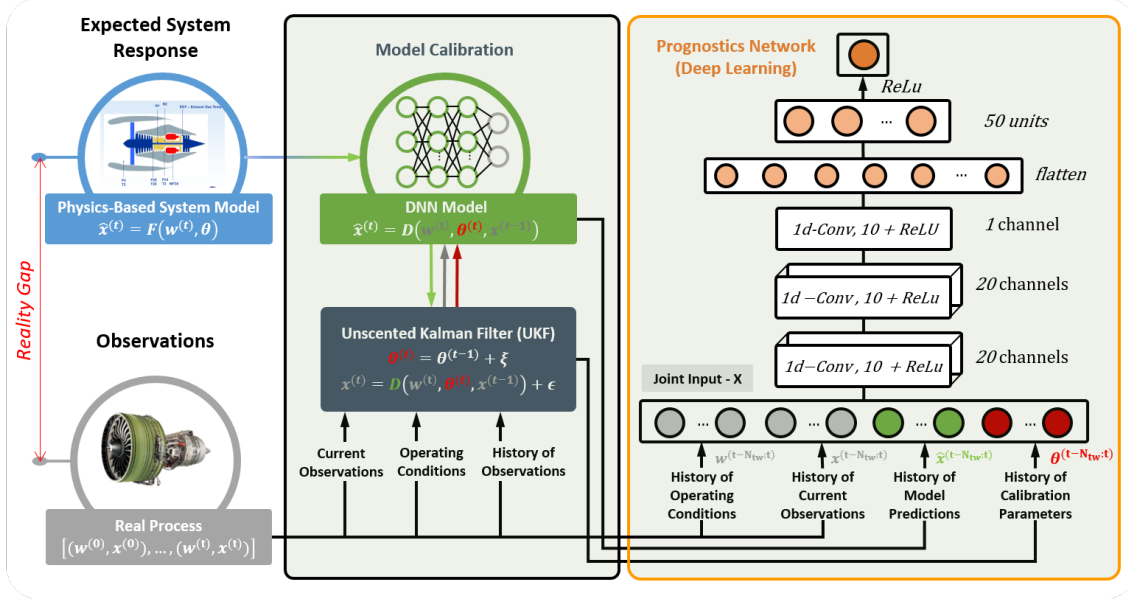 Expected System
Response
Physics-Based System Model
x̂⁽ᵗ⁾ = F(w⁽ᵗ⁾, θ)
Reality Gap
Observations
Real Process
[(w⁽⁰⁾, x⁽⁰⁾), … , (w⁽ᵗ⁾, x⁽ᵗ⁾)]
Model Calibration
DNN Model
x̂⁽ᵗ⁾ = D(w⁽ᵗ⁾, θ⁽ᵗ⁾, x⁽ᵗ⁻¹⁾)
Unscented Kalman Filter (UKF)
θ⁽ᵗ⁾ = θ⁽ᵗ⁻¹⁾ + ξ
x⁽ᵗ⁾ = D(w⁽ᵗ⁾, θ⁽ᵗ⁾, x⁽ᵗ⁻¹⁾) + ϵ
Current
Observations
Operating
Conditions
History of
Observations
Prognostics Network
(Deep Learning)
ReLu
... 50 units
... flatten
1d-Conv, 10 + ReLU 1 channel
1d −Conv, 10 + ReLu 20 channels
1d −Conv, 10 + ReLu 20 channels
Joint Input - X
... ... ... ...
w^(t−N_tw:t) x^(t−N_tw:t) x̂^(t−N_tw:t) θ^(t−N_tw:t)
History of
Operating
Conditions
History of
Current
Observations
History of
Model
Predictions
History of
Calibration
Parameters